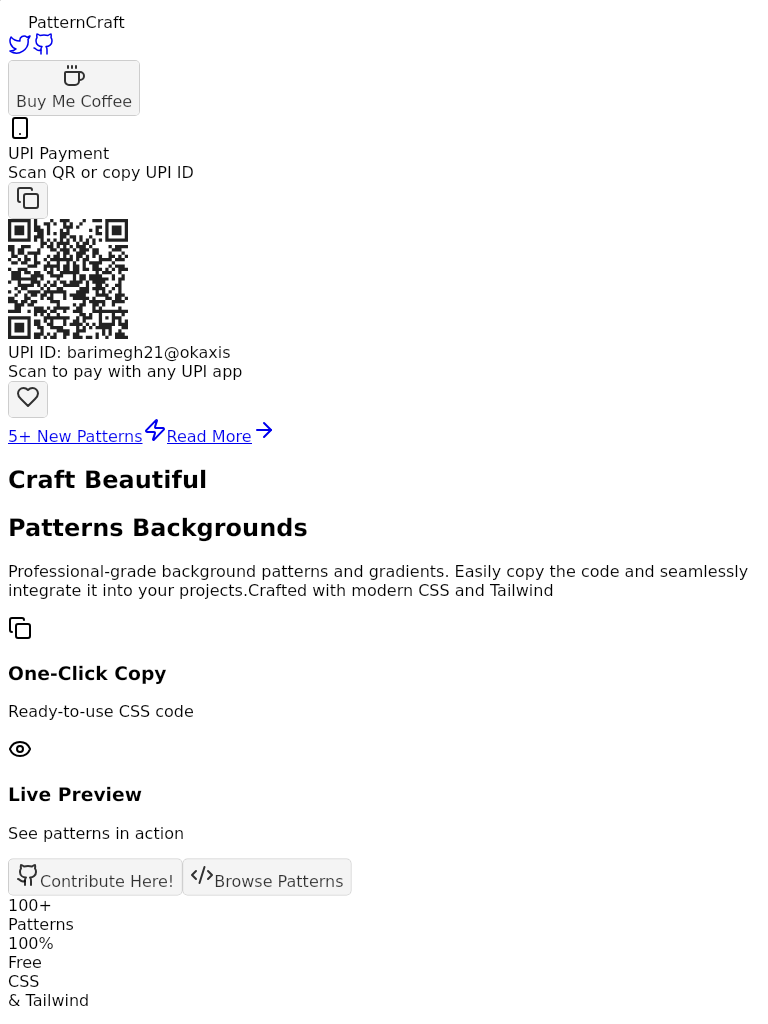 PatternCraft
Buy Me Coffee
UPI Payment
Scan QR or copy UPI ID
UPI ID: barimegh21@okaxis
Scan to pay with any UPI app
5+ New Patterns Read More
Craft Beautiful
Patterns Backgrounds
Professional-grade background patterns and gradients. Easily copy the code and seamlessly
integrate it into your projects.Crafted with modern CSS and Tailwind
One-Click Copy
Ready-to-use CSS code
Live Preview
See patterns in action
Contribute Here! Browse Patterns
100+
Patterns
100%
Free
CSS
& Tailwind